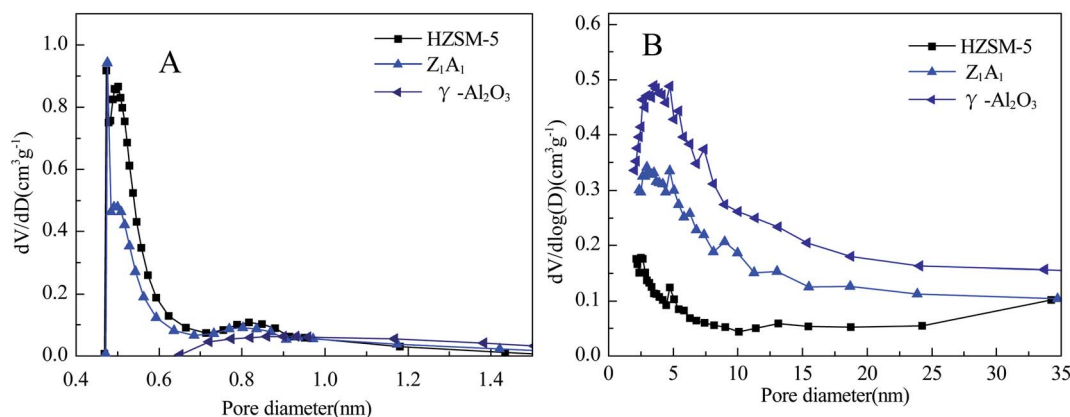 A
HZSM-5
Z₁A₁
γ -Al₂O₃
dV/dD(cm³g⁻¹)
1.0
0.8
0.6
0.4
0.2
0.0
0.4 0.6 0.8 1.0 1.2 1.4
Pore diameter(nm)
B
HZSM-5
Z₁A₁
γ -Al₂O₃
dV/dlog(D)(cm³g⁻¹)
0.6
0.5
0.4
0.3
0.2
0.1
0.0
0 5 10 15 20 25 30 35
Pore diameter(nm)